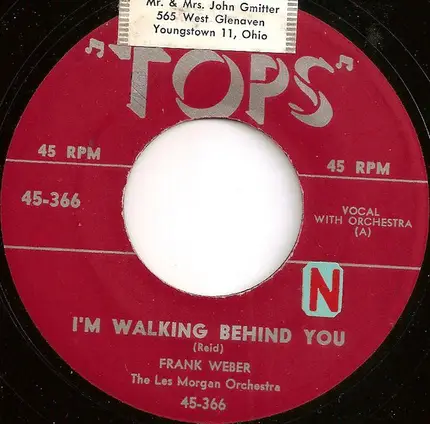 Mr. & Mrs. John Gmitter
565 West Glenaven
Youngstown 11, Ohio
"TOPS"
45 RPM
45 RPM
45-366
VOCAL
WITH ORCHESTRA
(A)
N
I'M WALKING BEHIND YOU
(Reid)
FRANK WEBER
The Les Morgan Orchestra
45-366